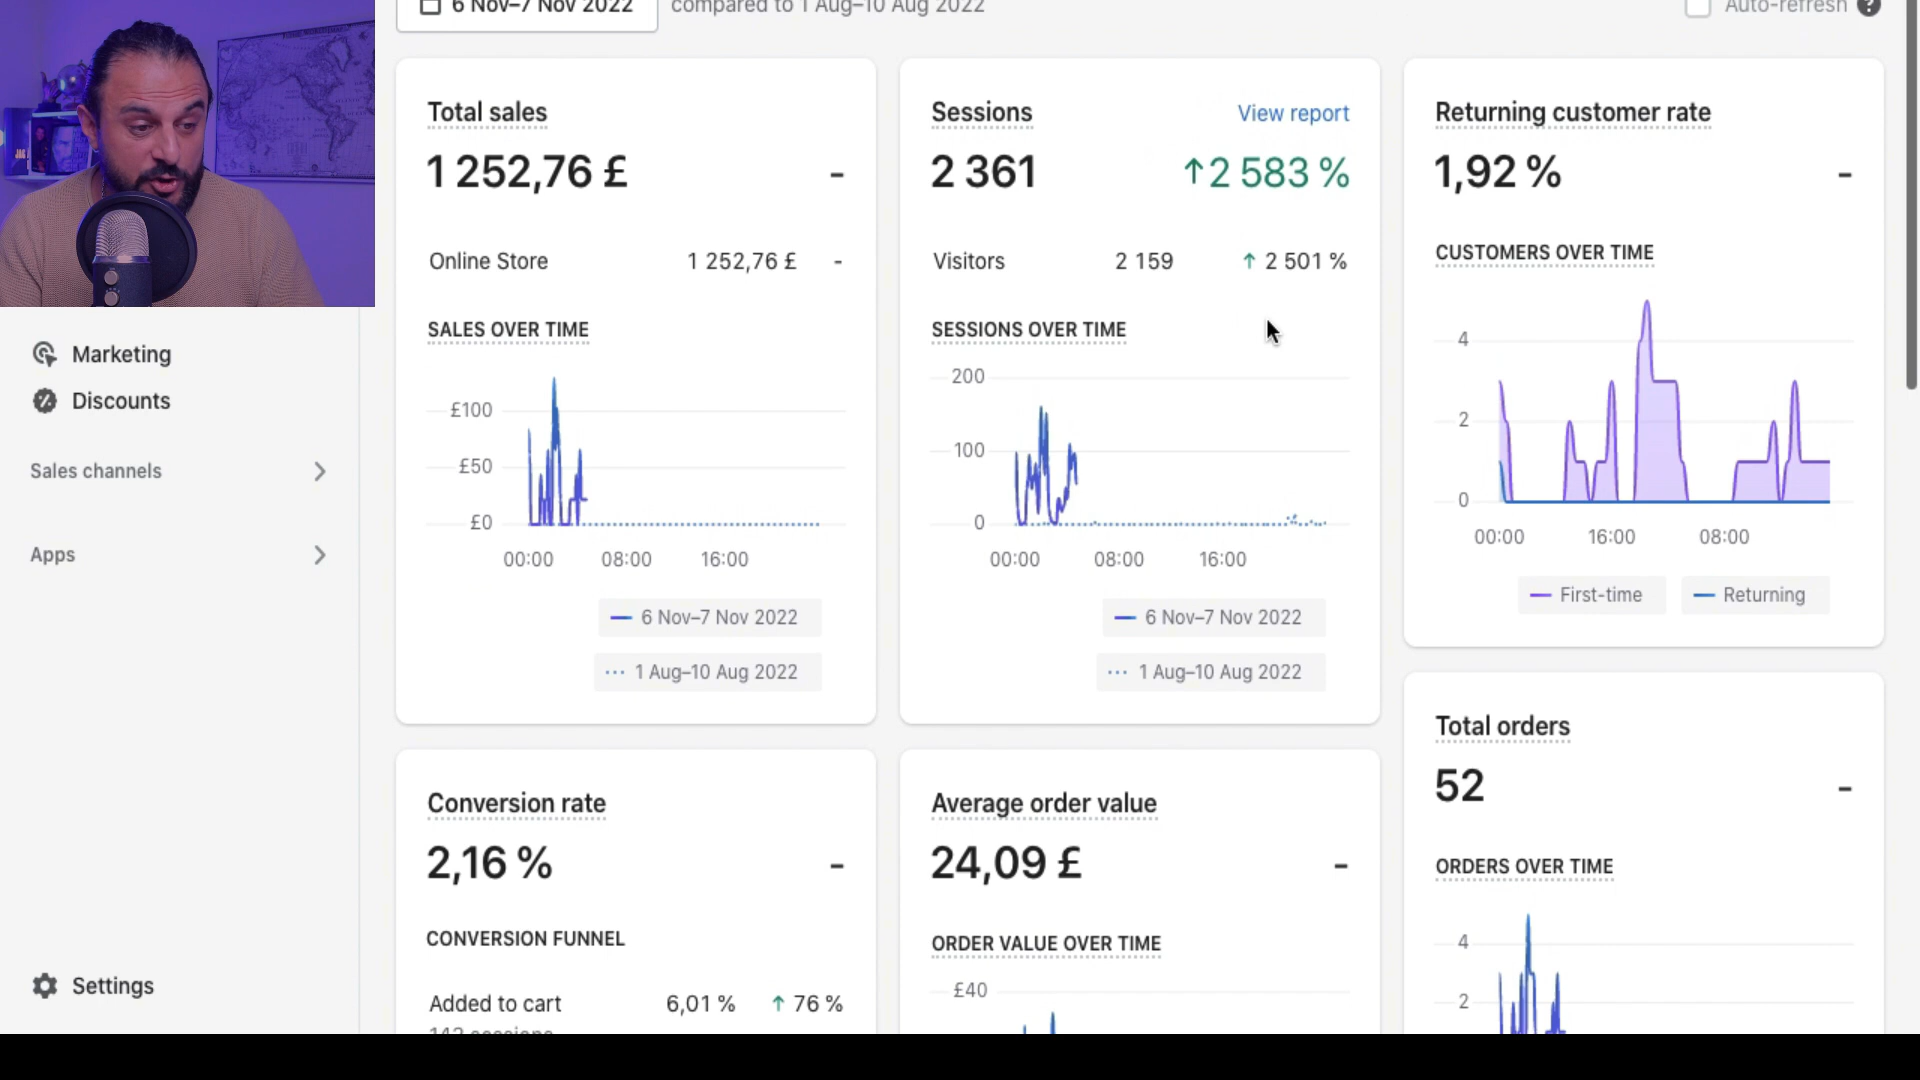 6 Nov–7 Nov 2022
compared to 1 Aug–10 Aug 2022
Auto-refresh
?
Marketing
Discounts
Sales channels
Apps
Settings
Total sales
1 252,76 £
-
Online Store
1 252,76 £
-
SALES OVER TIME
£100
£50
£0
00:00
08:00
16:00
6 Nov–7 Nov 2022
1 Aug–10 Aug 2022
Sessions
View report
2 361
↑2 583 %
Visitors
2 159
↑ 2 501 %
SESSIONS OVER TIME
200
100
0
00:00
08:00
16:00
6 Nov–7 Nov 2022
1 Aug–10 Aug 2022
Returning customer rate
1,92 %
-
CUSTOMERS OVER TIME
4
2
0
00:00
16:00
08:00
First-time
Returning
Conversion rate
2,16 %
-
CONVERSION FUNNEL
Added to cart
6,01 %
↑ 76 %
Average order value
24,09 £
-
ORDER VALUE OVER TIME
£40
Total orders
52
-
ORDERS OVER TIME
4
2